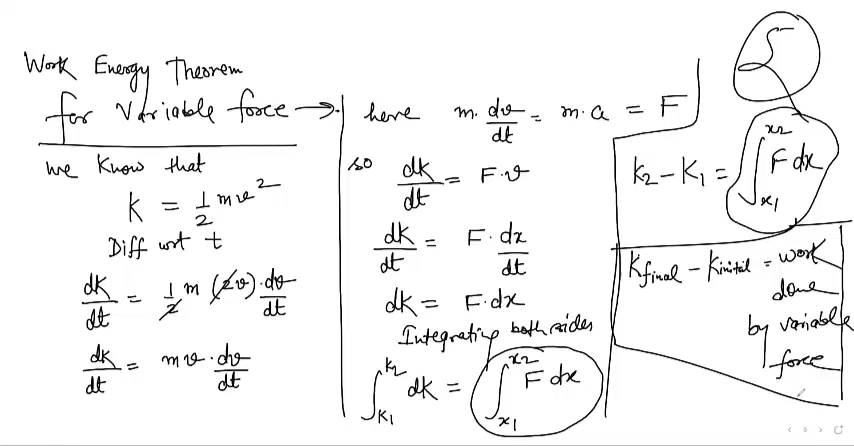 Work Energy Theorem
for Variable force →
we know that
K = 1/2 mv²
Diff wrt t
dK/dt = 1/2 m (2v) · dv/dt
dK/dt = mv · dv/dt
here m · dv/dt = m·a = F
so dK/dt = F·v
dK/dt = F · dx/dt
dK = F·dx
Integrating both sides
∫_{K1}^{K2} dK = ∫_{x1}^{x2} F dx
∫
K2 - K1 = ∫_{x1}^{x2} F dx
Kfinal - Kinitial = work
done
by variable
force